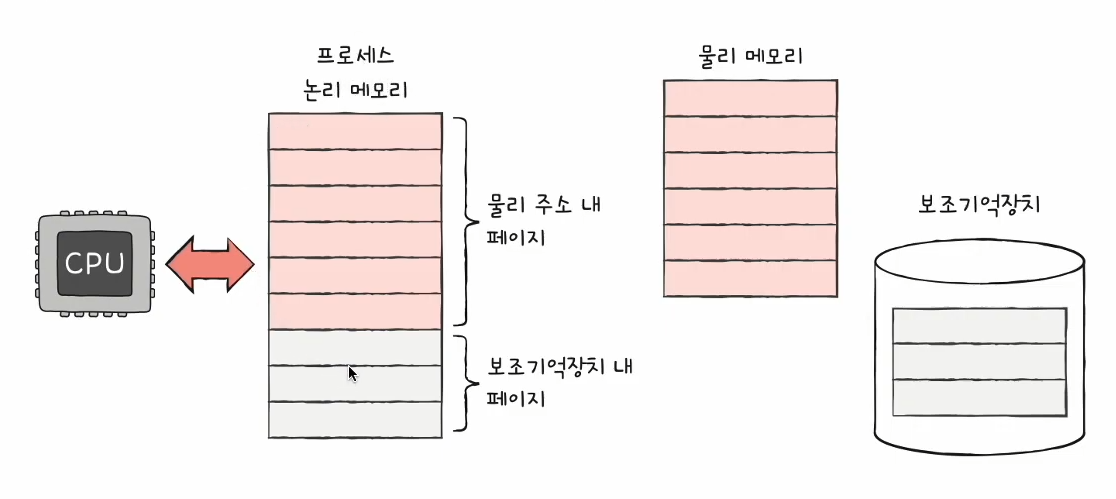 프로세스
논리 메모리
물리 메모리
물리 주소 내
페이지
보조기억장치
CPU
보조기억장치 내
페이지